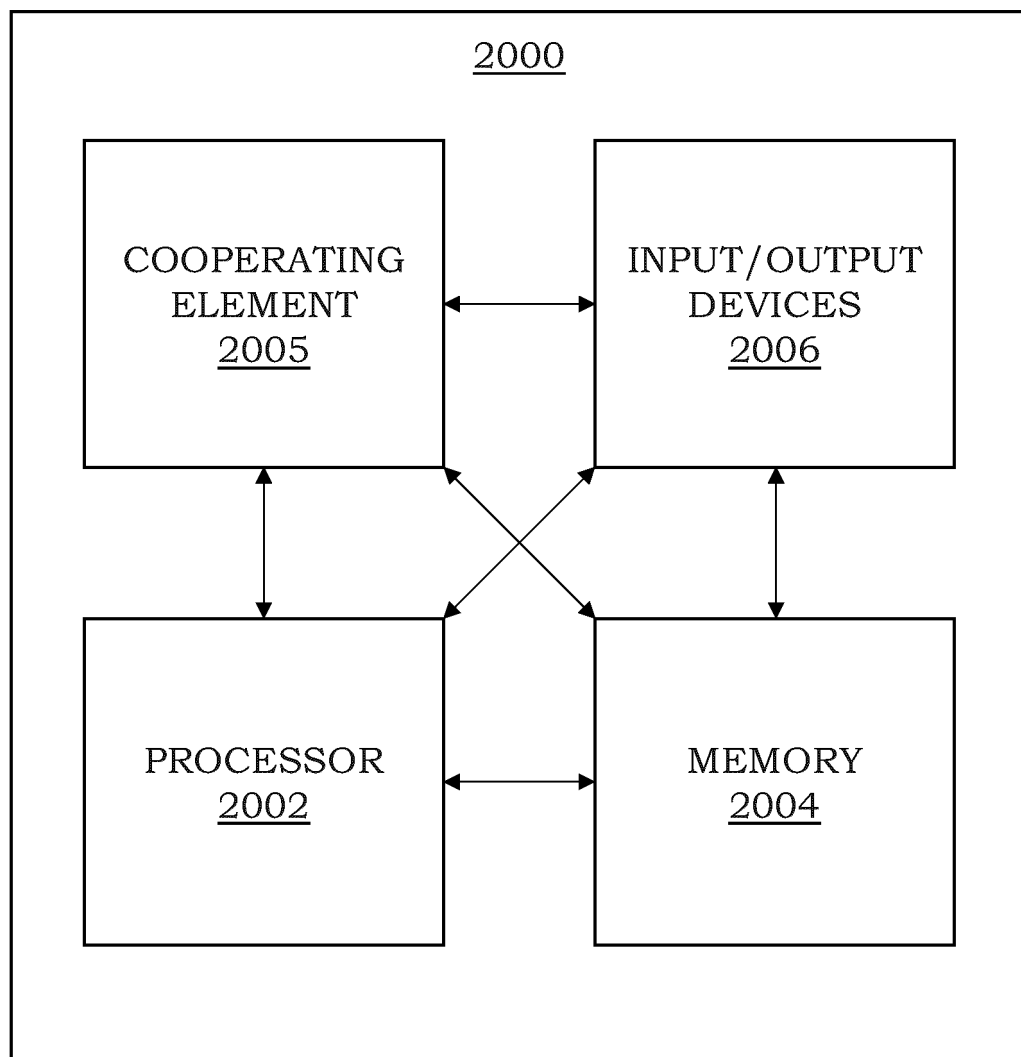 2000
COOPERATING
ELEMENT
2005
INPUT/OUTPUT
DEVICES
2006
PROCESSOR
2002
MEMORY
2004